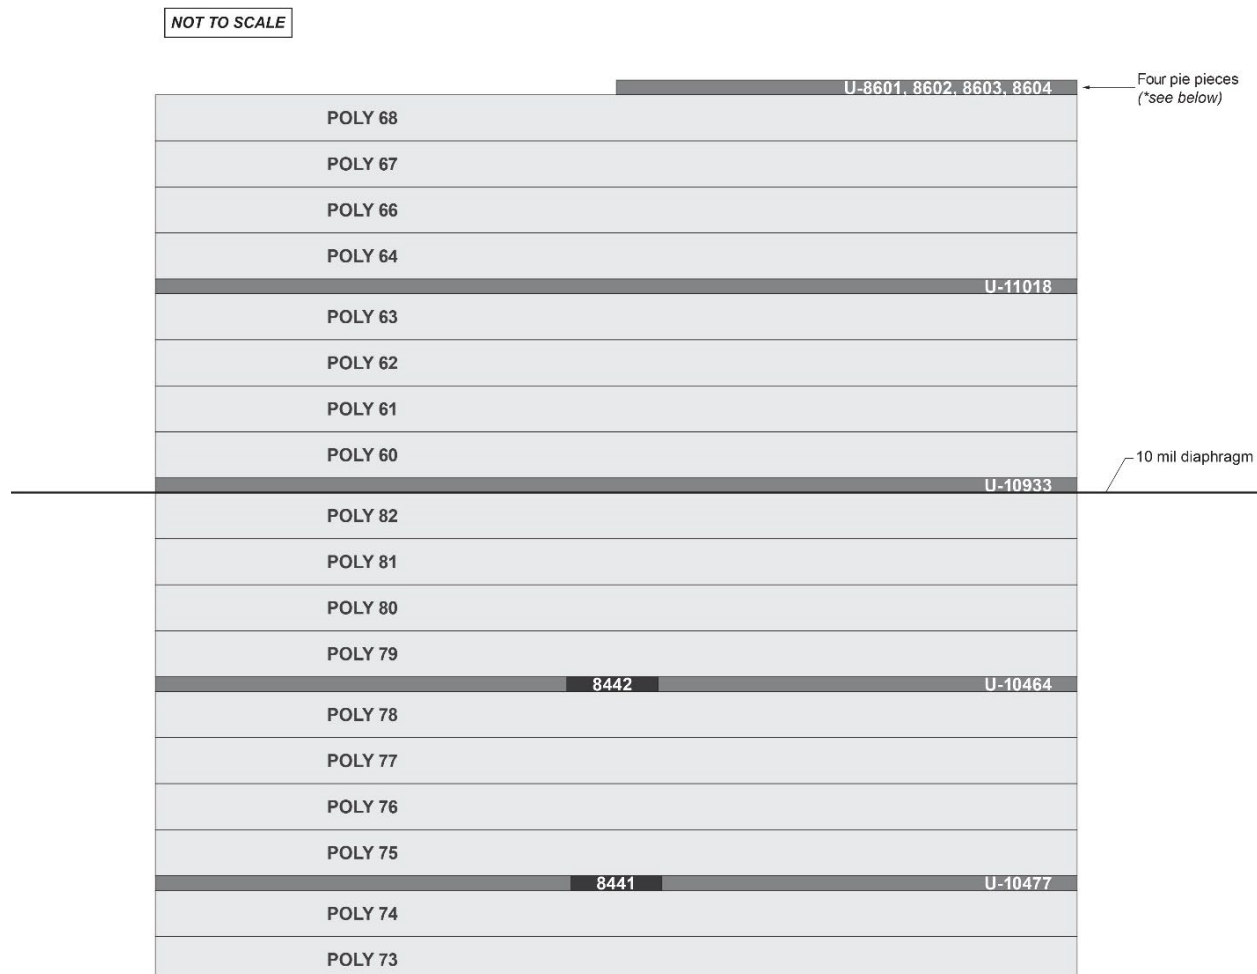 NOT TO SCALE
U-8601, 8602, 8603, 8604
Four pie pieces
(*see below)
POLY 68
POLY 67
POLY 66
POLY 64
U-11018
POLY 63
POLY 62
POLY 61
POLY 60
10 mil diaphragm
U-10933
POLY 82
POLY 81
POLY 80
POLY 79
8442 U-10464
POLY 78
POLY 77
POLY 76
POLY 75
8441 U-10477
POLY 74
POLY 73